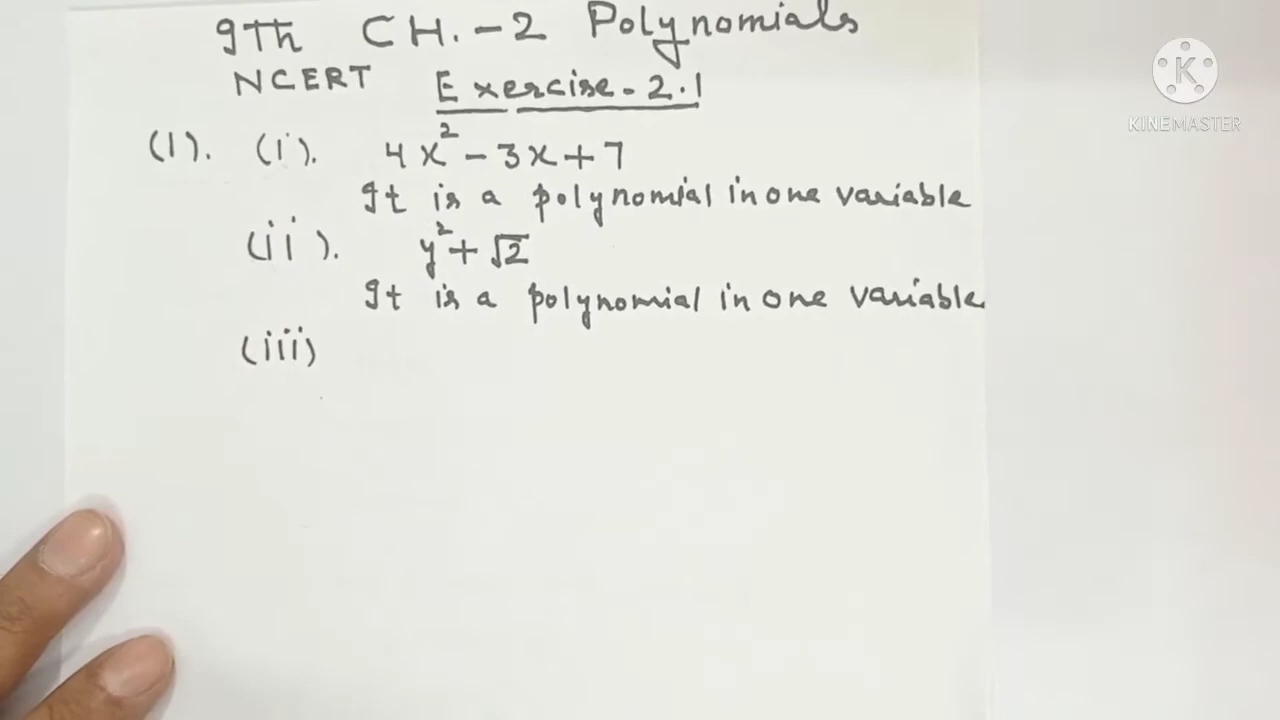 9Th CH.-2 Polynomials
NCERT Exercise-2.1
(1). (i). 4x²-3x+7
It is a polynomial in one variable
(ii). y²+√2
It is a polynomial in one variable
(iii)
K
KINEMASTER